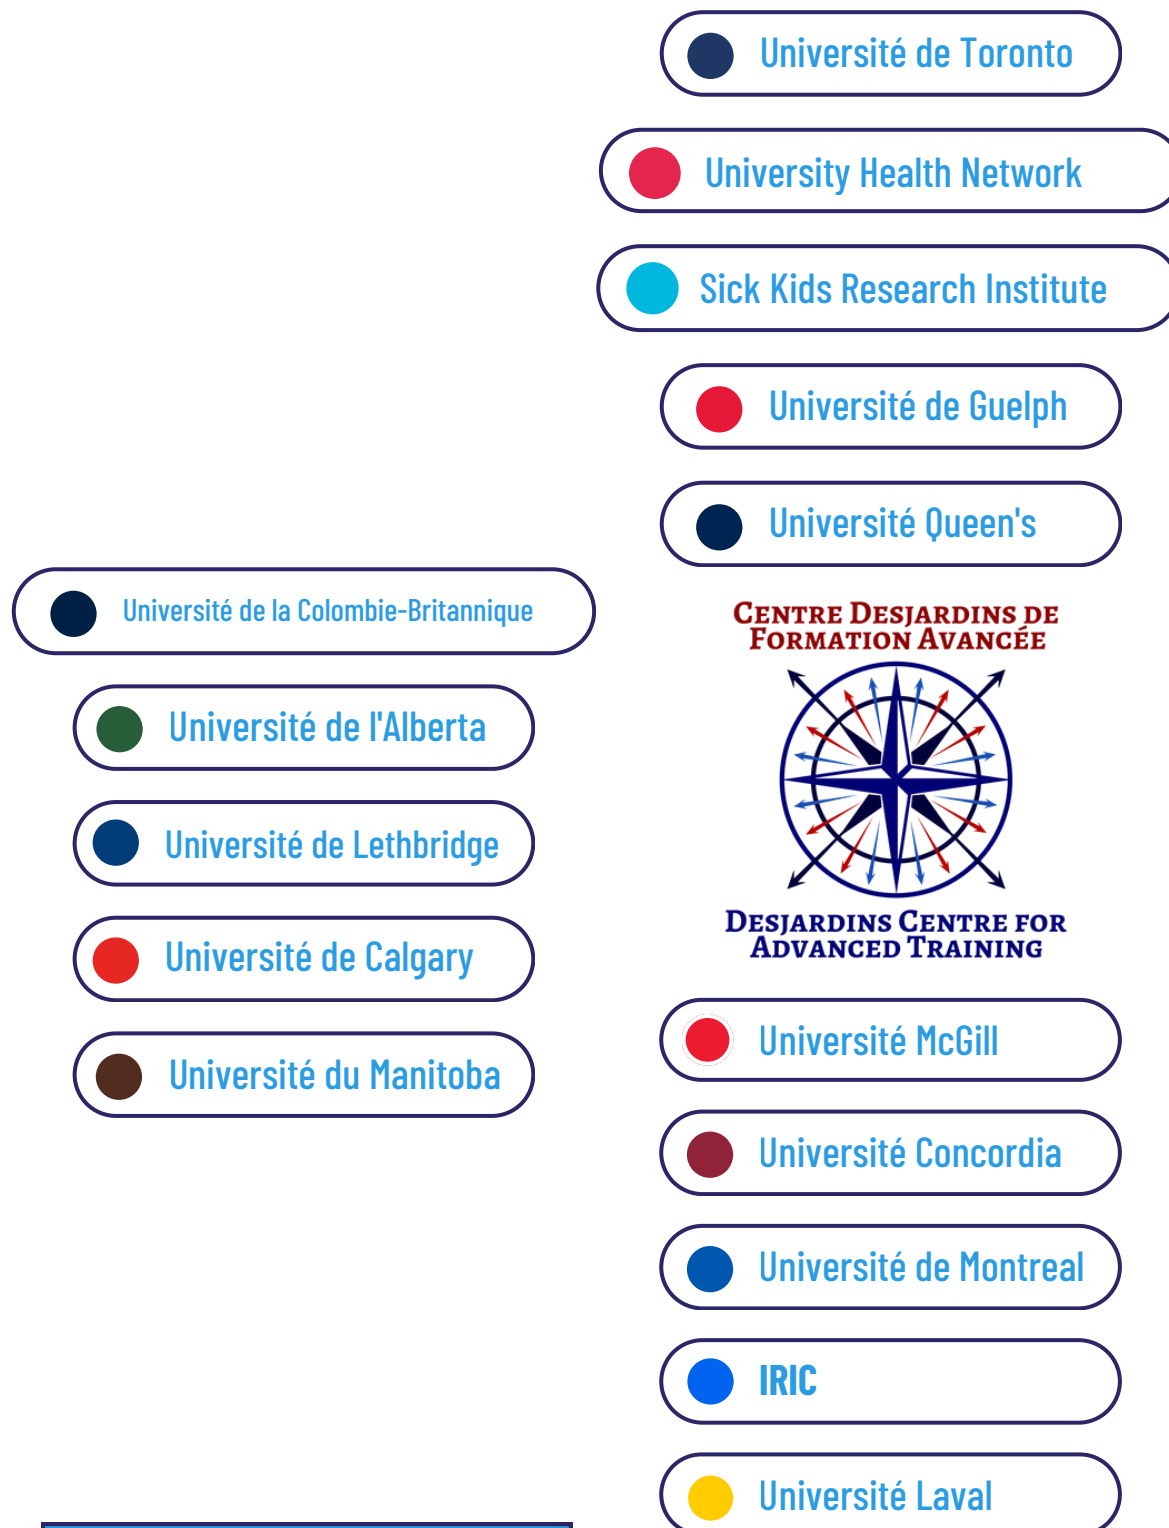 Université de Toronto
University Health Network
Sick Kids Research Institute
Université de Guelph
Université Queen's
Université de la Colombie-Britannique
Université de l'Alberta
Université de Lethbridge
Université de Calgary
Université du Manitoba
Centre Desjardins de
Formation Avancée
Desjardins Centre for
Advanced Training
Université McGill
Université Concordia
Université de Montreal
IRIC
Université Laval